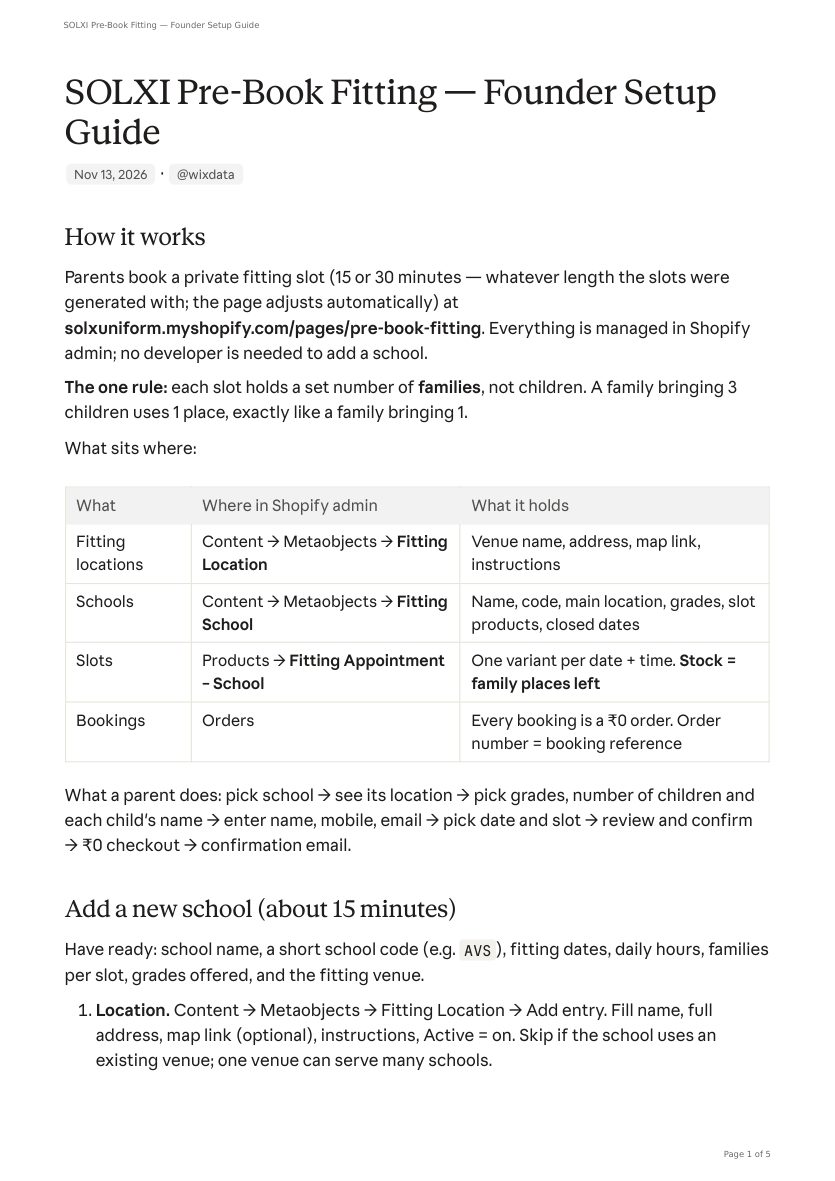 SOLXI Pre-Book Fitting — Founder Setup Guide
SOLXI Pre-Book Fitting — Founder Setup
Guide
Nov 13, 2026 · @wixdata
How it works
Parents book a private fitting slot (15 or 30 minutes — whatever length the slots were
generated with; the page adjusts automatically) at
solxuniform.myshopify.com/pages/pre-book-fitting. Everything is managed in Shopify
admin; no developer is needed to add a school.
The one rule: each slot holds a set number of families, not children. A family bringing 3
children uses 1 place, exactly like a family bringing 1.
What sits where:
What Where in Shopify admin What it holds
Fitting Content → Metaobjects → Fitting Venue name, address, map link,
locations Location instructions
Schools Content → Metaobjects → Fitting Name, code, main location, grades, slot
School products, closed dates
Slots Products → Fitting Appointment One variant per date + time. Stock =
– School family places left
Bookings Orders Every booking is a ₹0 order. Order
number = booking reference
What a parent does: pick school → see its location → pick grades, number of children and
each child's name → enter name, mobile, email → pick date and slot → review and confirm
→ ₹0 checkout → confirmation email.
Add a new school (about 15 minutes)
Have ready: school name, a short school code (e.g. AVS ), fitting dates, daily hours, families
per slot, grades offered, and the fitting venue.
1. Location. Content → Metaobjects → Fitting Location → Add entry. Fill name, full
address, map link (optional), instructions, Active = on. Skip if the school uses an
existing venue; one venue can serve many schools.
Page 1 of 5